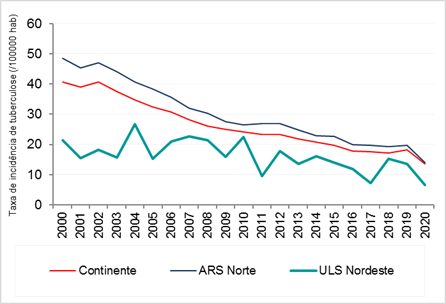 Taxa de incidência de tuberculose (/100000 hab)
60
50
40
30
20
10
0
2000 2001 2002 2003 2004 2005 2006 2007 2008 2009 2010 2011 2012 2013 2014 2015 2016 2017 2018 2019 2020
Continente ARS Norte ULS Nordeste